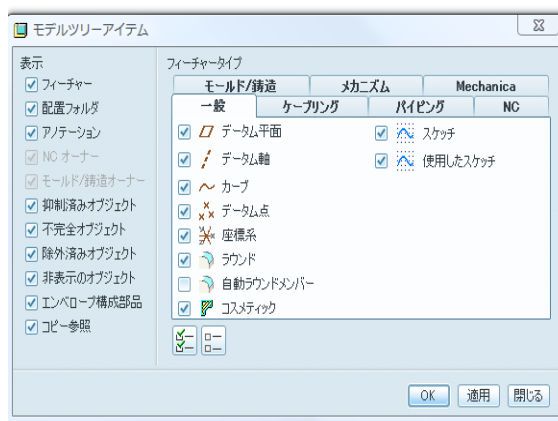 モデルツリーアイテム
表示
フィーチャー
配置フォルダ
アノテーション
NC オーナー
モールド/鋳造オーナー
抑制済みオブジェクト
不完全オブジェクト
除外済みオブジェクト
非表示のオブジェクト
エンベロープ構成部品
コピー参照
フィーチャータイプ
モールド/鋳造 メカニズム Mechanica
一般 ケーブリング パイピング NC
データム平面 スケッチ
データム軸 使用したスケッチ
カーブ
データム点
座標系
ラウンド
自動ラウンドメンバー
コスメティック
OK 適用 閉じる